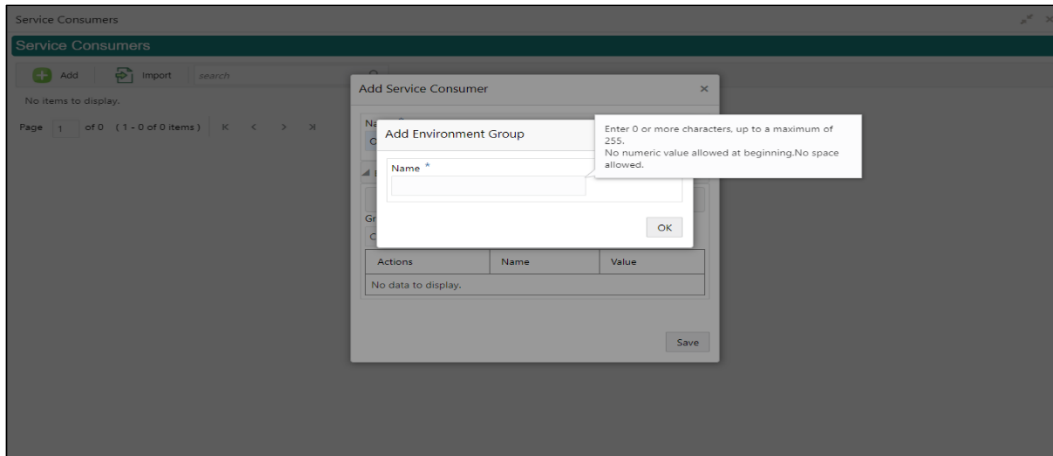 Service Consumers
Service Consumers
Add Import search
No items to display.
Page 1 of 0 (1 - 0 of 0 items)
Add Service Consumer
Add Environment Group
Enter 0 or more characters, up to a maximum of
255.
No numeric value allowed at beginning.No space
allowed.
Name *
OK
Actions Name Value
No data to display.
Save